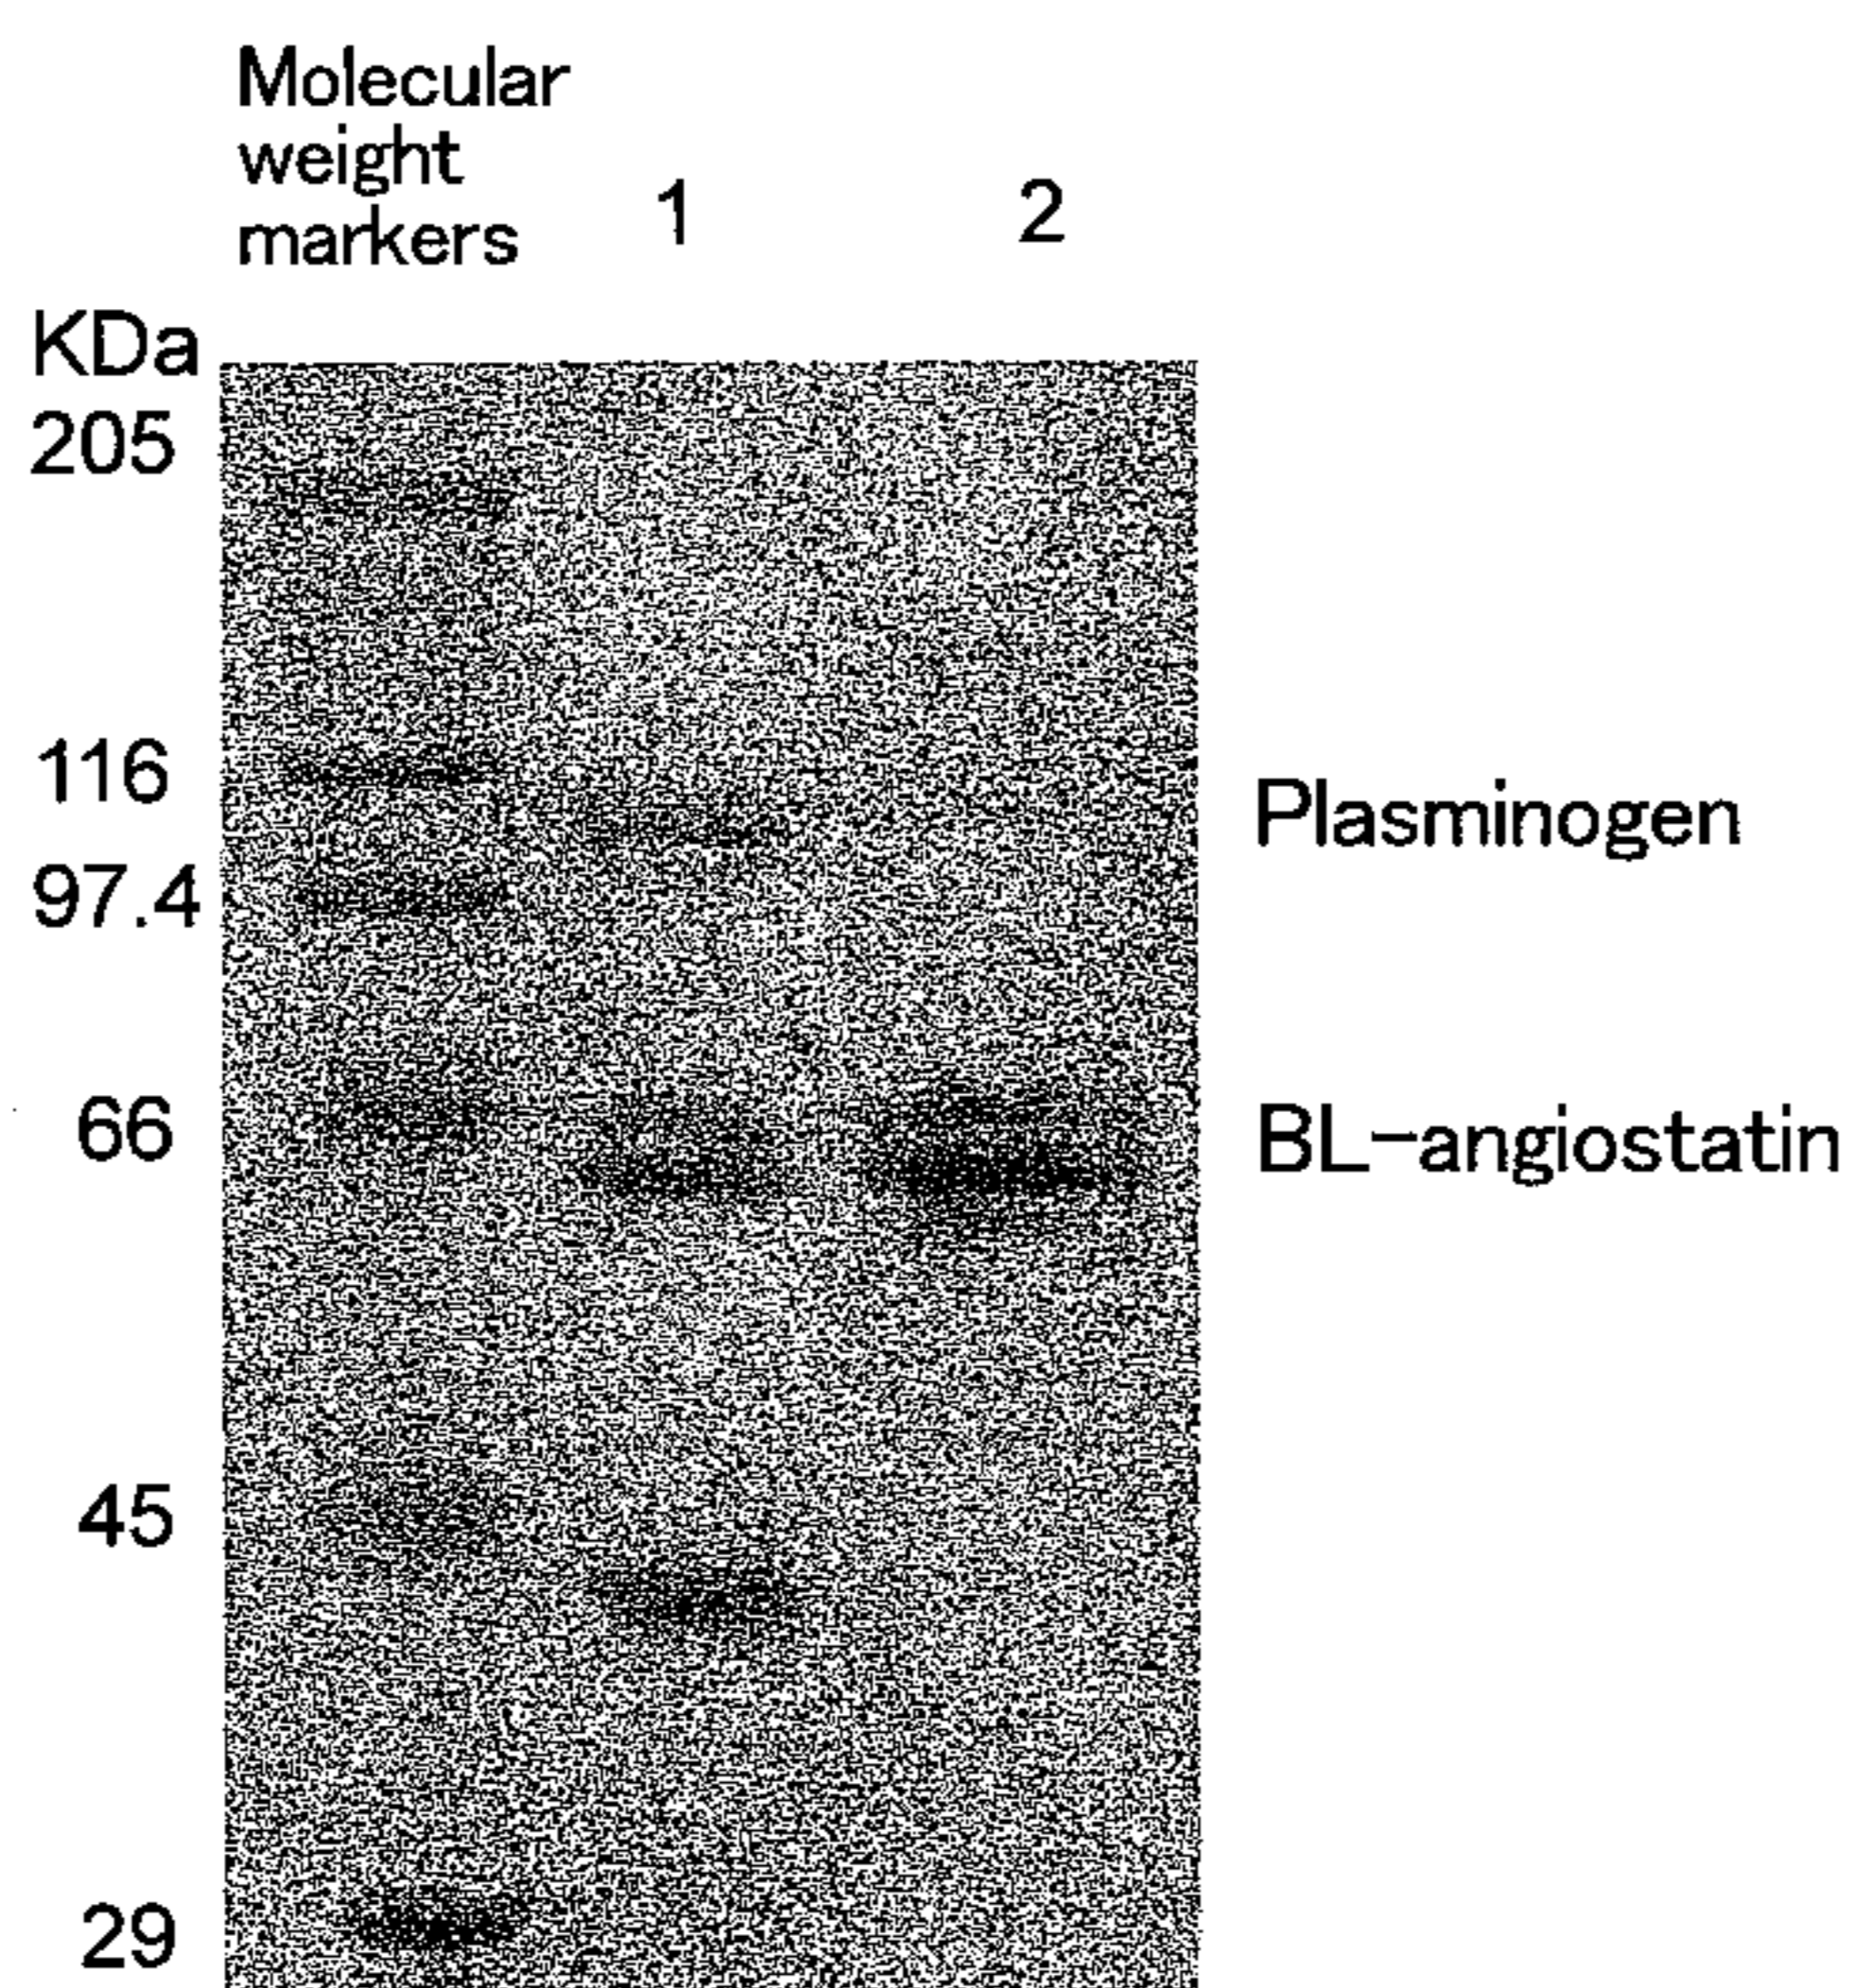 Molecular
weight
markers
1
2
KDa
205
116
Plasminogen
97.4
66
BL-angiostatin
45
29